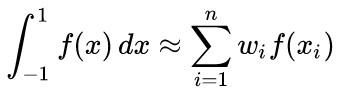 ∫_{-1}^{1} f(x) dx ≈ ∑_{i=1}^{n} w_i f(x_i)